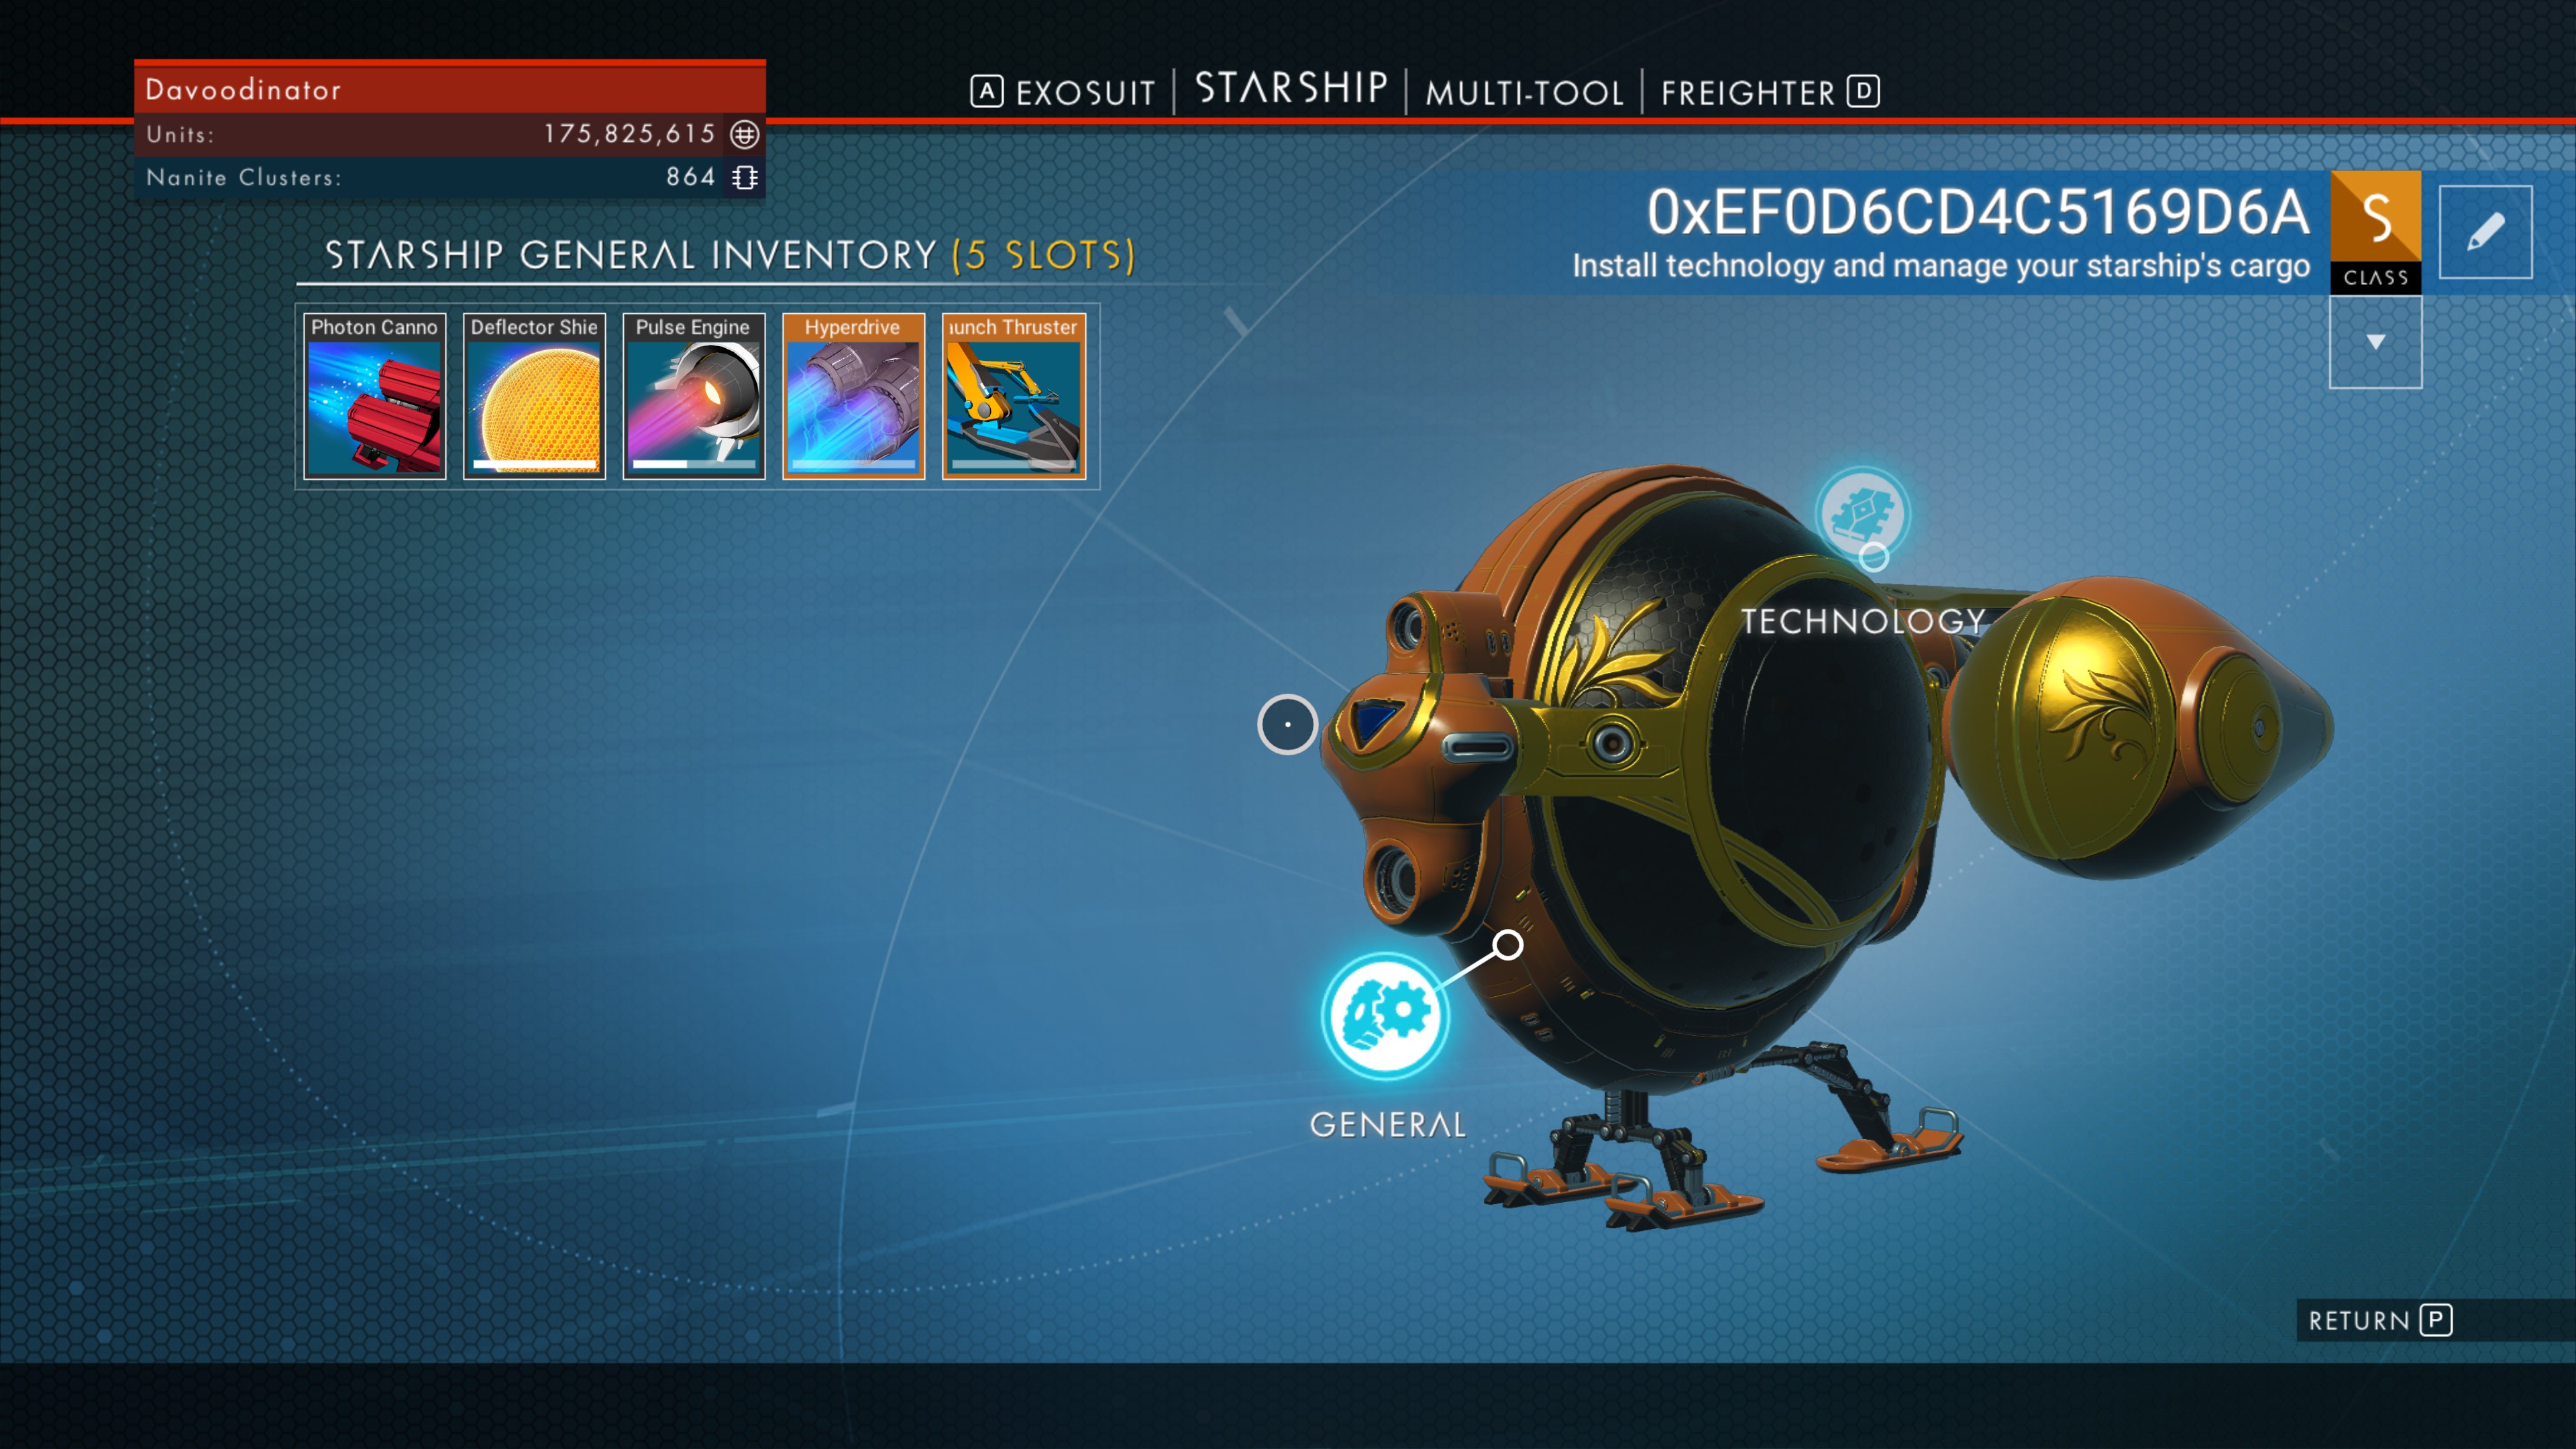 Davoodinator
Units: 175,825,615
Nanite Clusters: 864
A EXOSUIT STARSHIP MULTI-TOOL FREIGHTER D
0xEF0D6CD4C5169D6A
Install technology and manage your starship's cargo
S
CLASS
STARSHIP GENERAL INVENTORY (5 SLOTS)
Photon Canno Deflector Shie Pulse Engine Hyperdrive aunch Thruster
TECHNOLOGY
GENERAL
RETURN P